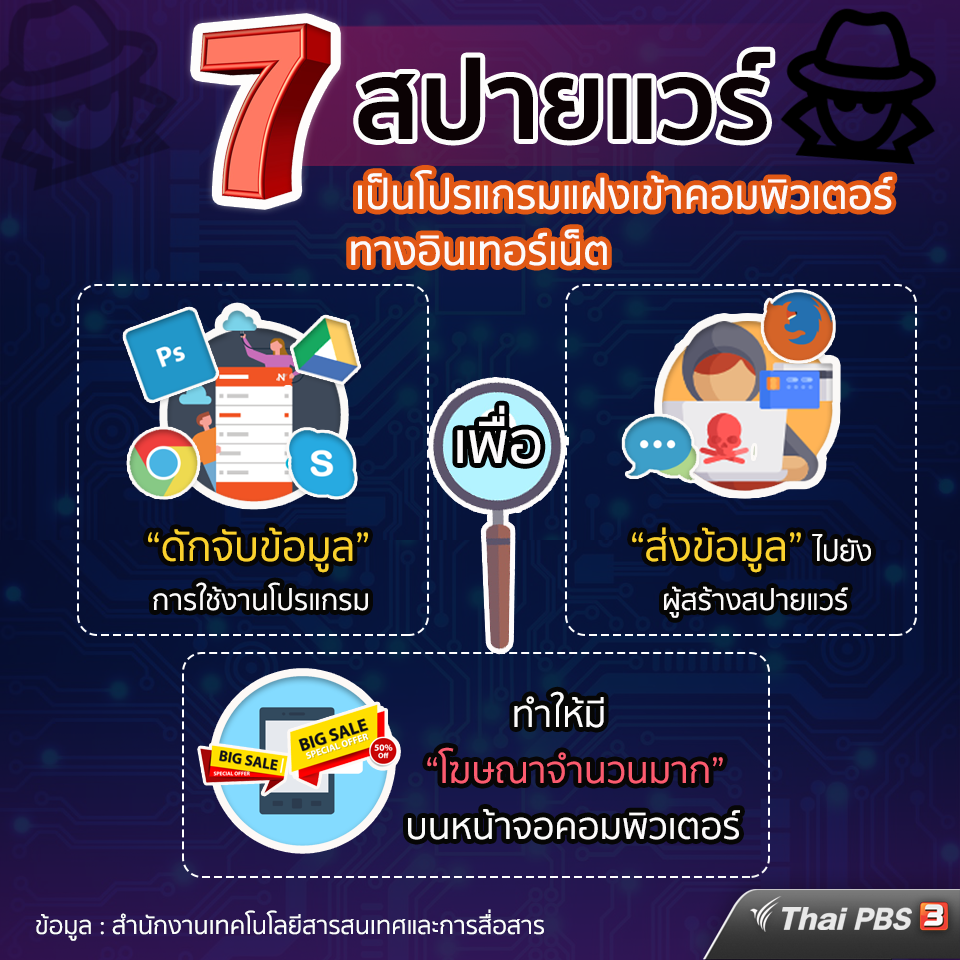 7 สปายแวร์
เป็นโปรแกรมแฝงเข้าคอมพิวเตอร์
ทางอินเทอร์เน็ต
Ps
N
S
“ดักจับข้อมูล”
การใช้งานโปรแกรม
เพื่อ
“ส่งข้อมูล” ไปยัง
ผู้สร้างสปายแวร์
BIG SALE
SPECIAL OFFER
BIG SALE
SPECIAL OFFER
50%
Off
ทำให้มี
“โฆษณาจำนวนมาก”
บนหน้าจอคอมพิวเตอร์
ข้อมูล : สำนักงานเทคโนโลยีสารสนเทศและการสื่อสาร
Thai PBS 3